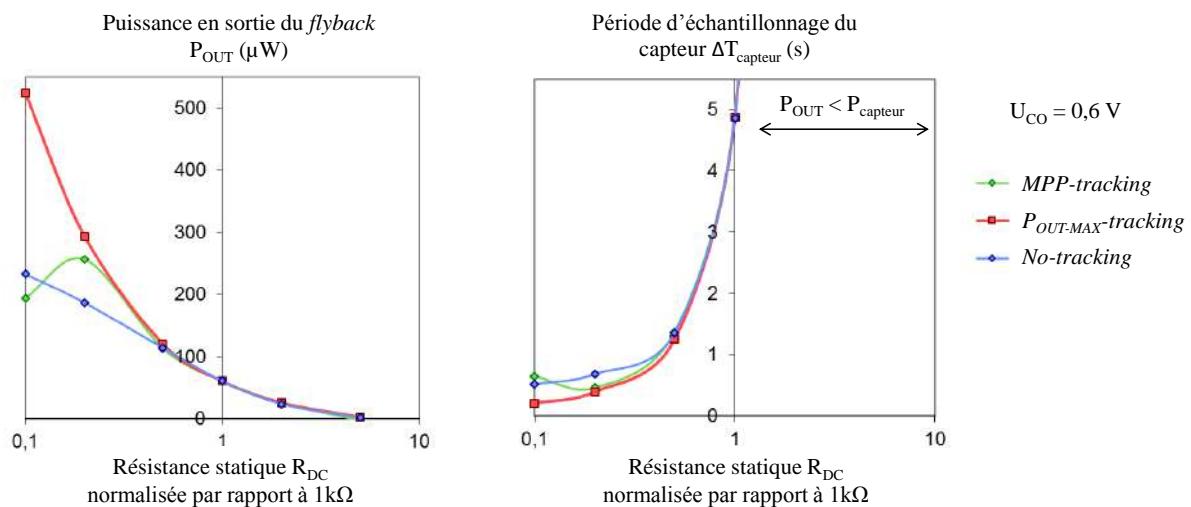 Puissance en sortie du flyback
P_OUT (µW)
500
400
300
200
100
0
0,1
1
10
Résistance statique R_DC
normalisée par rapport à 1kΩ
Période d’échantillonnage du
capteur ΔT_capteur (s)
5
4
3
2
1
0
P_OUT < P_capteur
0,1
1
10
Résistance statique R_DC
normalisée par rapport à 1kΩ
U_CO = 0,6 V
MPP-tracking
P_OUT-MAX-tracking
No-tracking